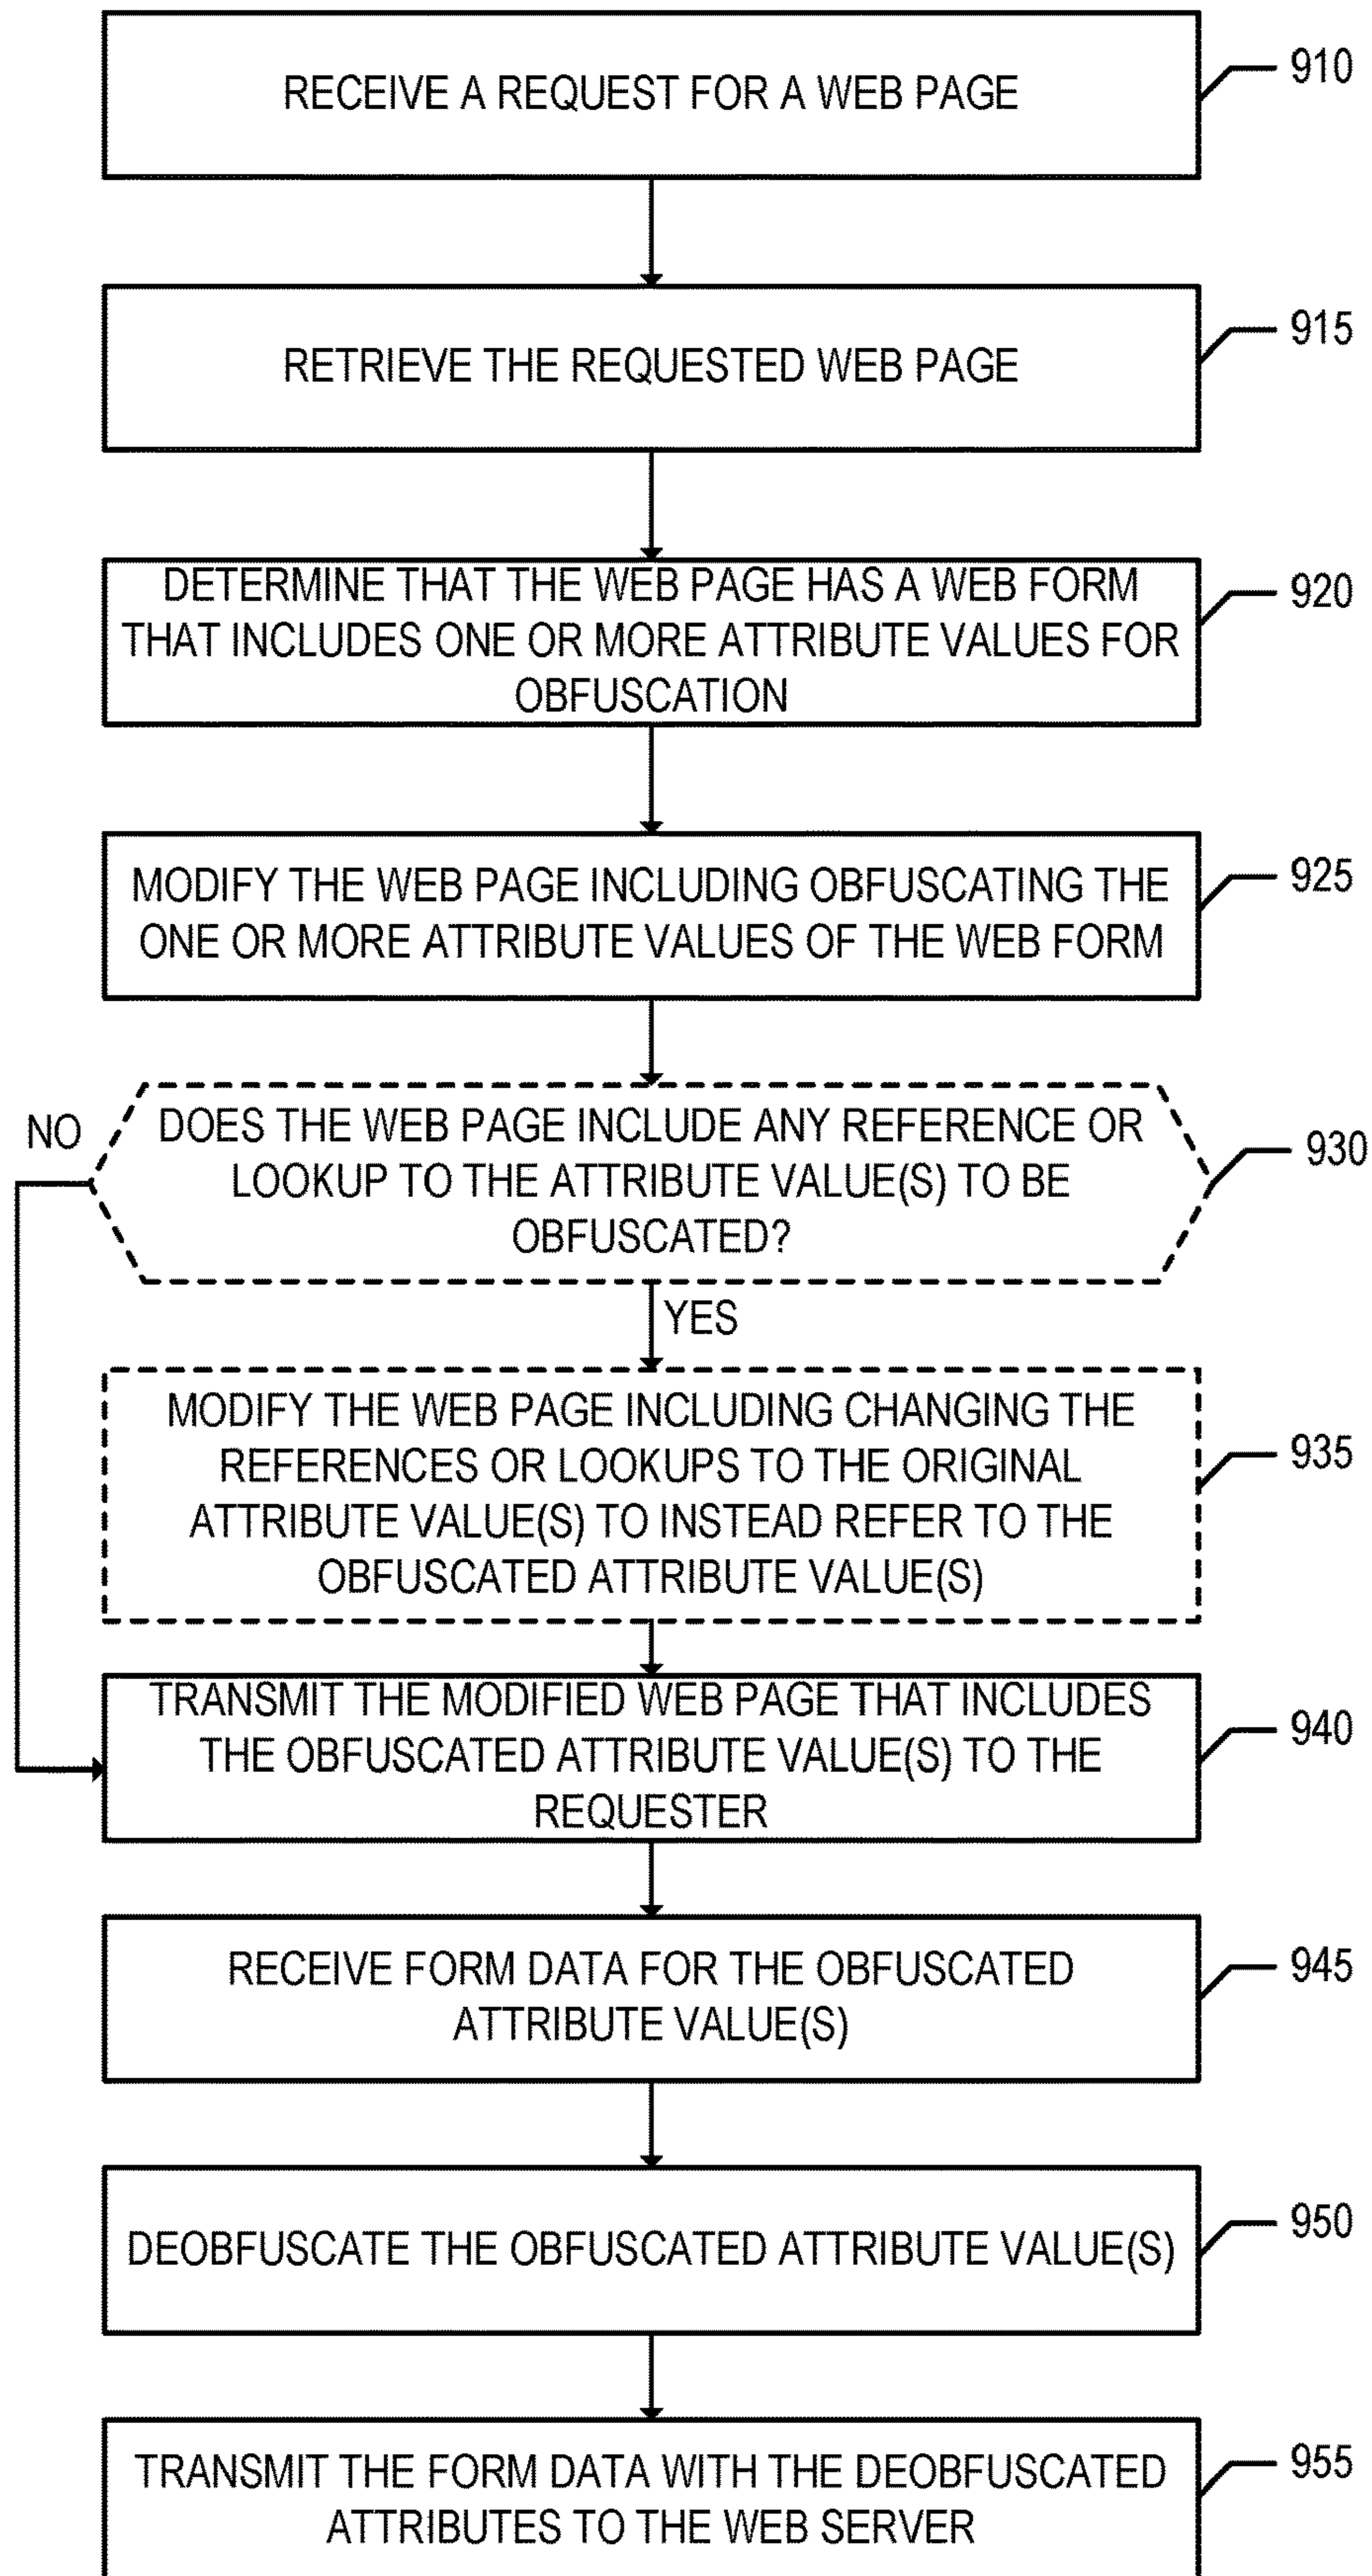 RECEIVE A REQUEST FOR A WEB PAGE
910
RETRIEVE THE REQUESTED WEB PAGE
915
DETERMINE THAT THE WEB PAGE HAS A WEB FORM
THAT INCLUDES ONE OR MORE ATTRIBUTE VALUES FOR
OBFUSCATION
920
MODIFY THE WEB PAGE INCLUDING OBFUSCATING THE
ONE OR MORE ATTRIBUTE VALUES OF THE WEB FORM
925
NO
DOES THE WEB PAGE INCLUDE ANY REFERENCE OR
LOOKUP TO THE ATTRIBUTE VALUE(S) TO BE
OBFUSCATED?
930
YES
MODIFY THE WEB PAGE INCLUDING CHANGING THE
REFERENCES OR LOOKUPS TO THE ORIGINAL
ATTRIBUTE VALUE(S) TO INSTEAD REFER TO THE
OBFUSCATED ATTRIBUTE VALUE(S)
935
TRANSMIT THE MODIFIED WEB PAGE THAT INCLUDES
THE OBFUSCATED ATTRIBUTE VALUE(S) TO THE
REQUESTER
940
RECEIVE FORM DATA FOR THE OBFUSCATED
ATTRIBUTE VALUE(S)
945
DEOBFUSCATE THE OBFUSCATED ATTRIBUTE VALUE(S)
950
TRANSMIT THE FORM DATA WITH THE DEOBFUSCATED
ATTRIBUTES TO THE WEB SERVER
955